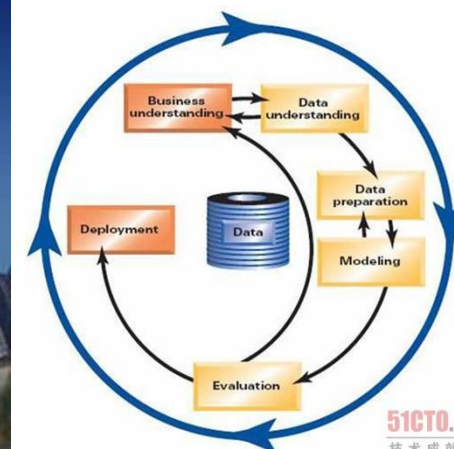 Business
understanding
Data
understanding
Data
preparation
Modeling
Data
Deployment
Evaluation
51CTO.